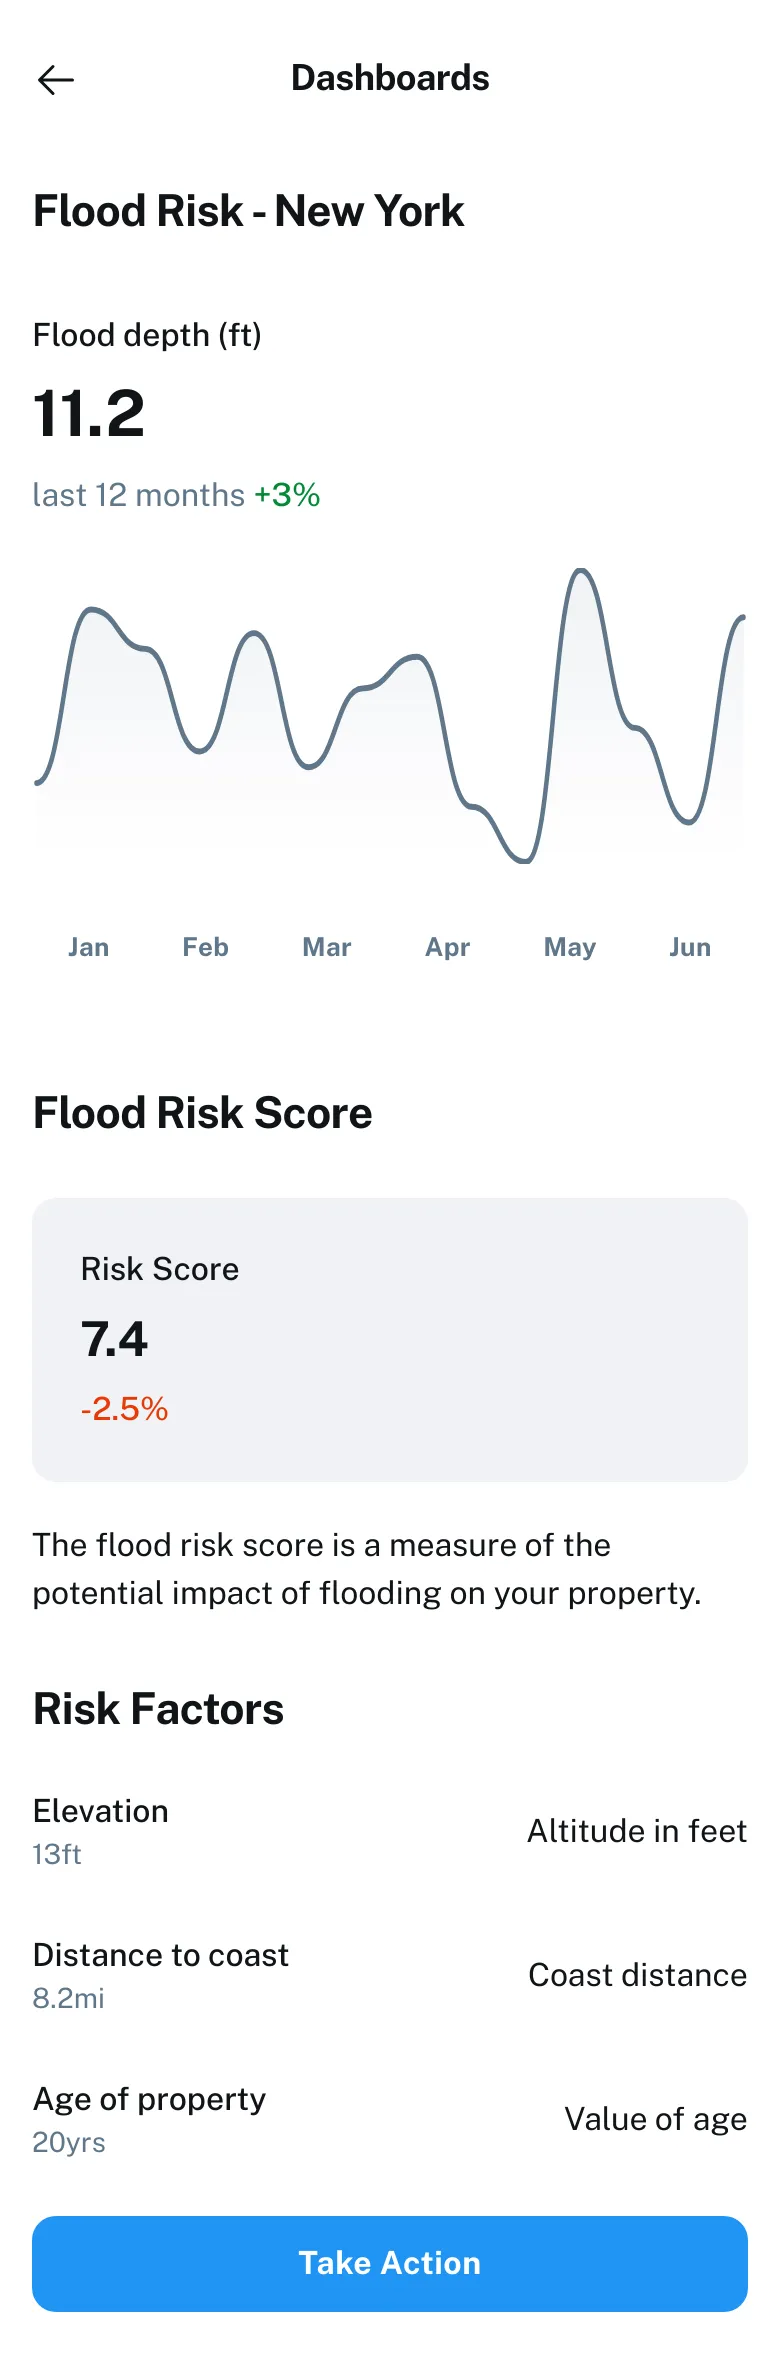 Dashboards
Flood Risk - New York
Flood depth (ft)
11.2
last 12 months +3%
Jan Feb Mar Apr May Jun
Flood Risk Score
Risk Score
7.4
-2.5%
The flood risk score is a measure of the
potential impact of flooding on your property.
Risk Factors
Elevation
13ft
Altitude in feet
Distance to coast
8.2mi
Coast distance
Age of property
20yrs
Value of age
Take Action